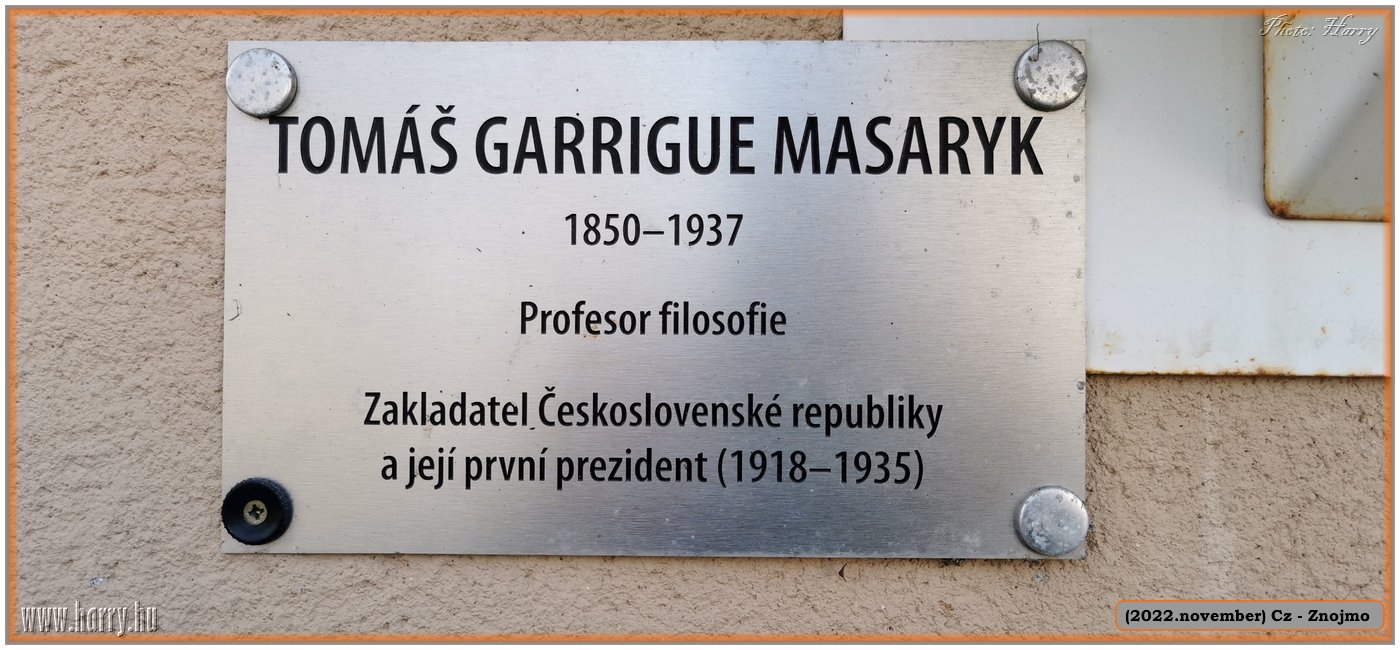 Photo: Harry
TOMÁŠ GARRIGUE MASARYK
1850–1937
Profesor filosofie
Zakladatel Československé republiky
a její první prezident (1918–1935)
www.harry.hu
(2022.november) Cz - Znojmo